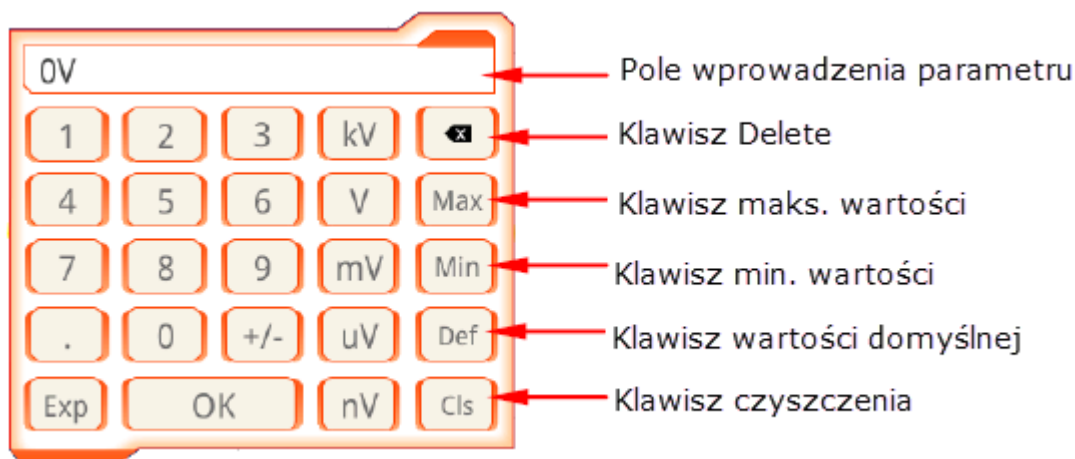 0V Pole wprowadzenia parametru
1 2 3 kV Klawisz Delete
4 5 6 V Max Klawisz maks. wartości
7 8 9 mV Min Klawisz min. wartości
. 0 +/- uV Def Klawisz wartości domyślnej
Exp OK nV Cls Klawisz czyszczenia